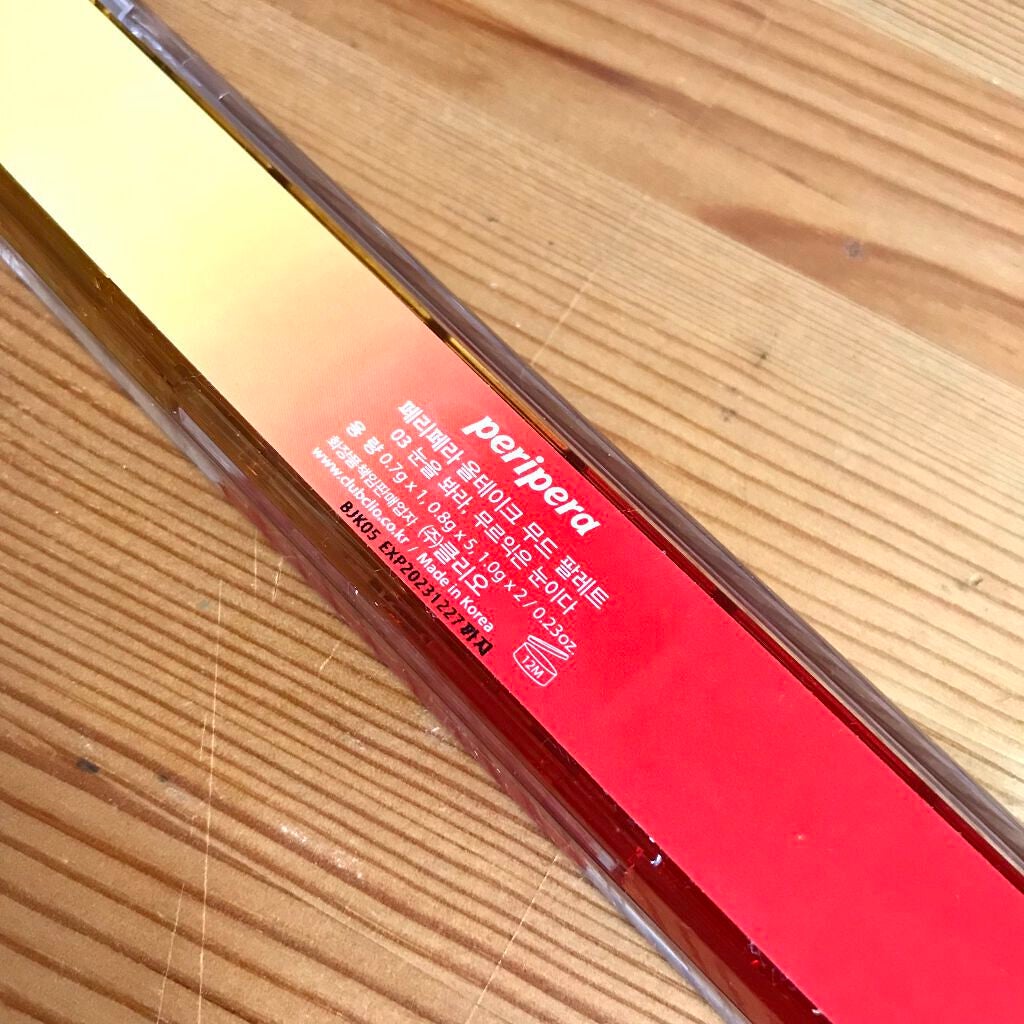 peripera
페리페라 올테이크 무드 팔레트
03 눈을 봐라, 무르익은 눈이다
용 량 0.7g x 1, 0.8g x 5, 1.0g x 2 / 0.23oz
화장품책임판매업자 (주)클리오
www.clubclio.co.kr / Made in Korea
BJK05 EXP20231227까지
12M